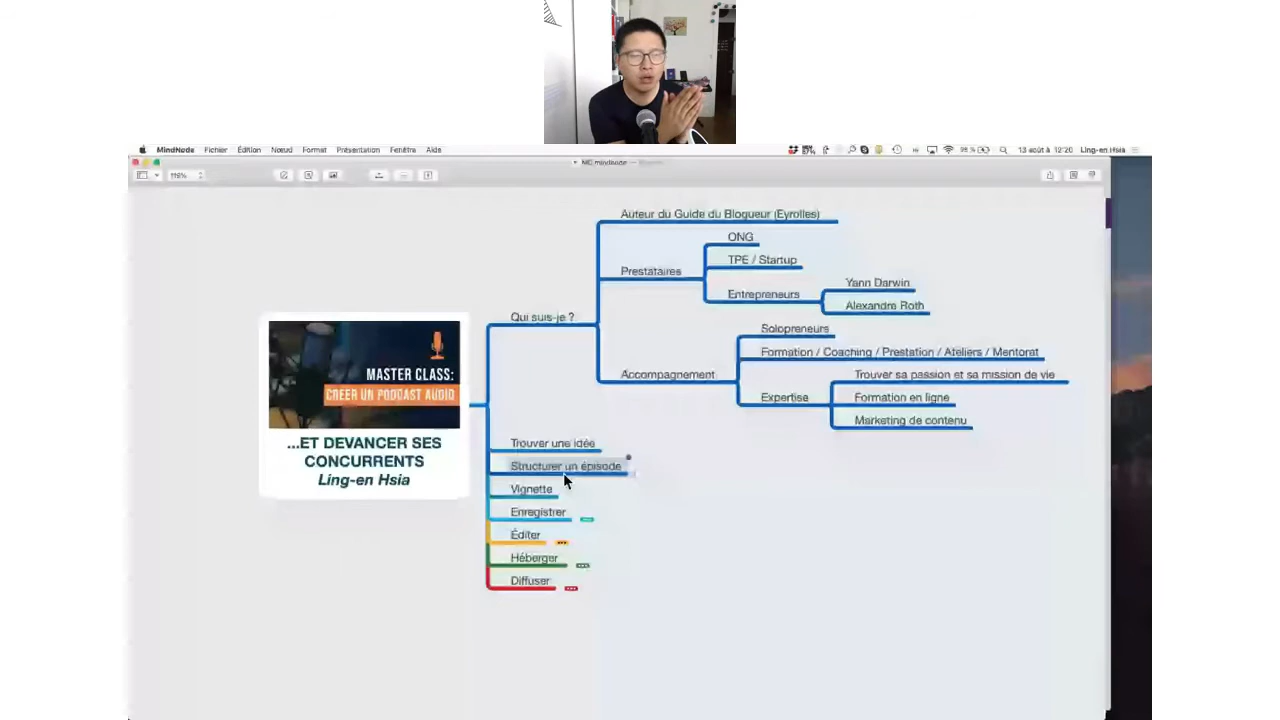 MindNode Fichier Édition Nœud Format Présentation Fenêtre Aide
98 % 13 août à 12:20 Ling-en Hsia
MC.mindnode
116%
Auteur du Guide du Blogueur (Eyrolles)
ONG
TPE / Startup
Prestataires
Entrepreneurs
Yann Darwin
Alexandre Roth
Qui suis-je ?
Solopreneurs
Formation / Coaching / Prestation / Ateliers / Mentorat
Accompagnement
Trouver sa passion et sa mission de vie
Expertise
Formation en ligne
Marketing de contenu
MASTER CLASS:
CRÉER UN PODCAST AUDIO
...ET DEVANCER SES
CONCURRENTS
Ling-en Hsia
Trouver une idée
Structurer un épisode
Vignette
Enregistrer
Éditer
Héberger
Diffuser